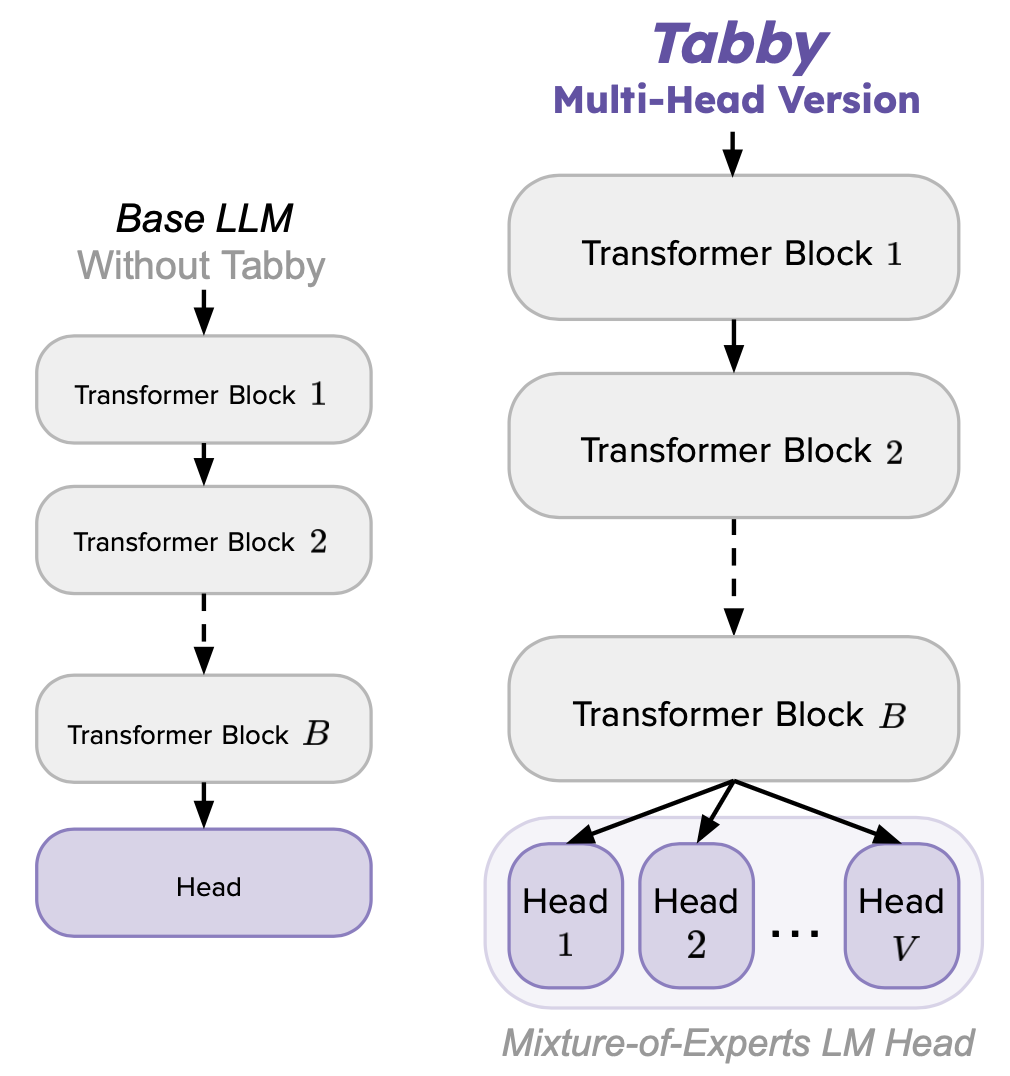 Base LLM
Without Tabby
Transformer Block 1
Transformer Block 2
Transformer Block B
Head
Tabby
Multi-Head Version
Transformer Block 1
Transformer Block 2
Transformer Block B
Head
1
Head
2
...
Head
V
Mixture-of-Experts LM Head